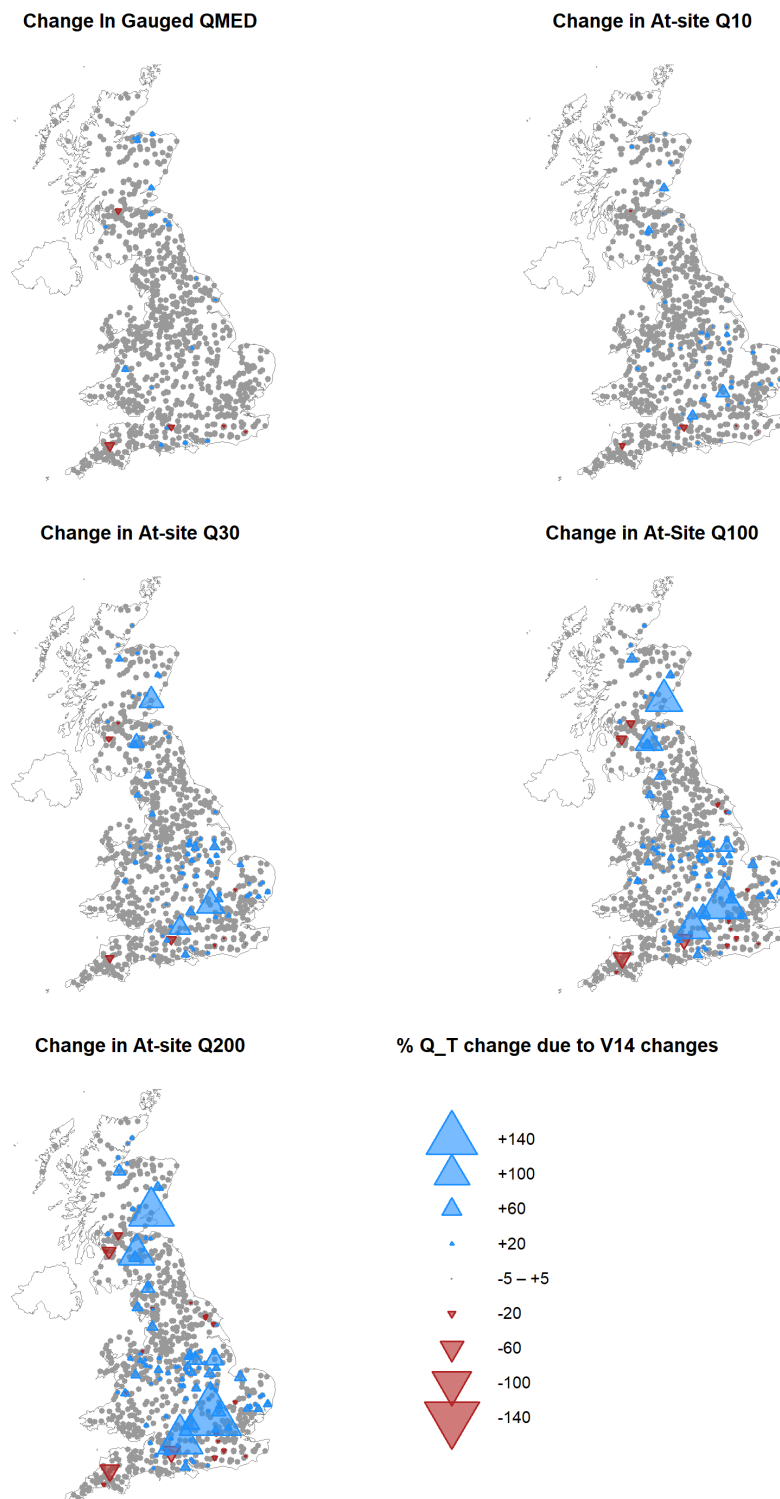 Change In Gauged QMED
Change in At-site Q10
Change in At-site Q30
Change in At-Site Q100
Change in At-site Q200
% Q_T change due to V14 changes
+140
+100
+60
+20
-5 – +5
-20
-60
-100
-140